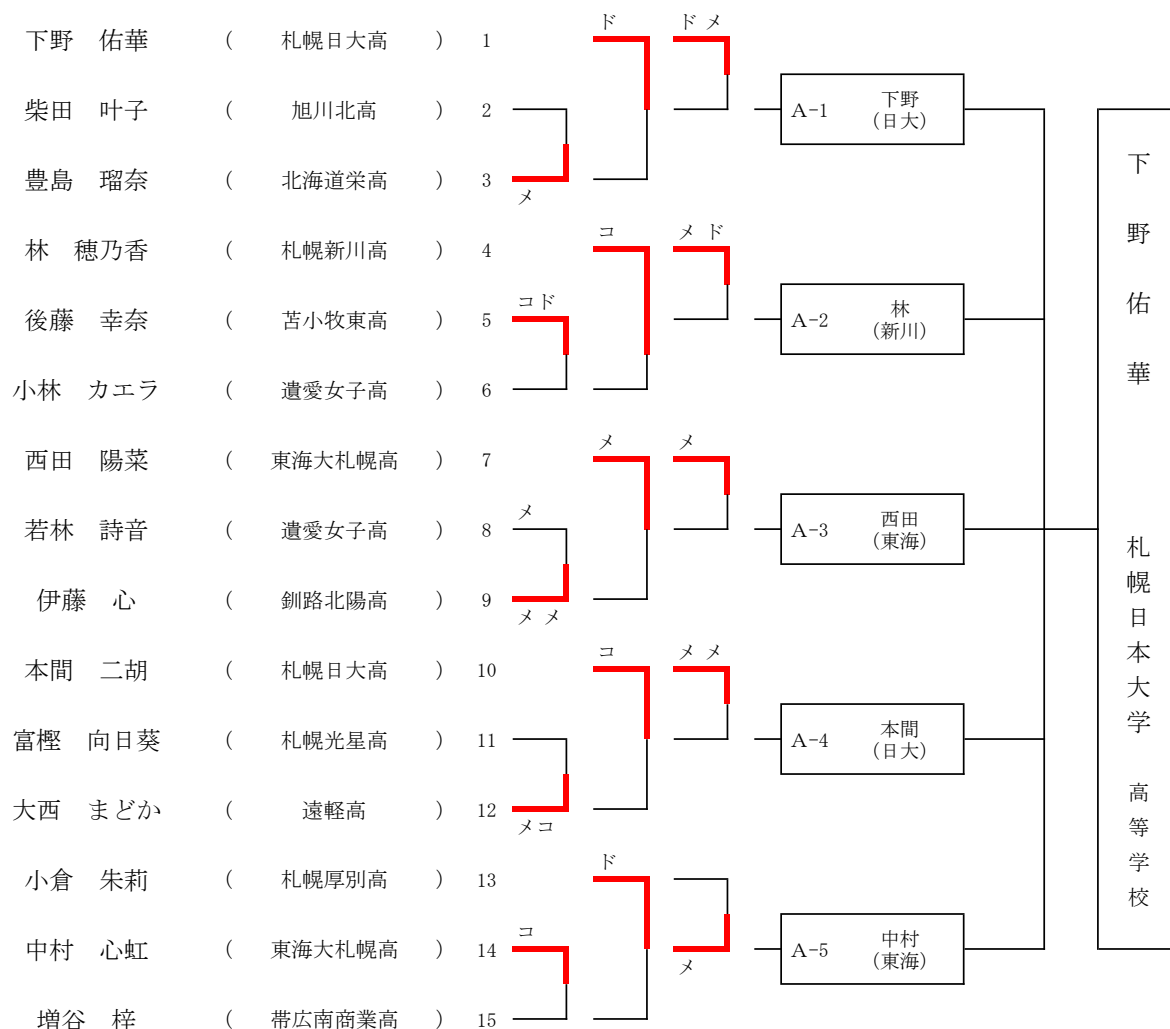 下野　佑華 ( 札幌日大高 ) 1
柴田　叶子 ( 旭川北高 ) 2
豊島　瑠奈 ( 北海道栄高 ) 3
林　穂乃香 ( 札幌新川高 ) 4
後藤　幸奈 ( 苫小牧東高 ) 5
小林　カエラ ( 遺愛女子高 ) 6
西田　陽菜 ( 東海大札幌高 ) 7
若林　詩音 ( 遺愛女子高 ) 8
伊藤　心 ( 釧路北陽高 ) 9
本間　二胡 ( 札幌日大高 ) 10
富樫　向日葵 ( 札幌光星高 ) 11
大西　まどか ( 遠軽高 ) 12
小倉　朱莉 ( 札幌厚別高 ) 13
中村　心虹 ( 東海大札幌高 ) 14
増谷　梓 ( 帯広南商業高 ) 15
メ
コド
メ
メ メ
メコ
コ
ド
コ
メ
コ
ド
ド メ
メ ド
メ
メ メ
メ
A-1 下野
(日大)
A-2 林
(新川)
A-3 西田
(東海)
A-4 本間
(日大)
A-5 中村
(東海)
下野佑華
札幌日本大学 高等学校